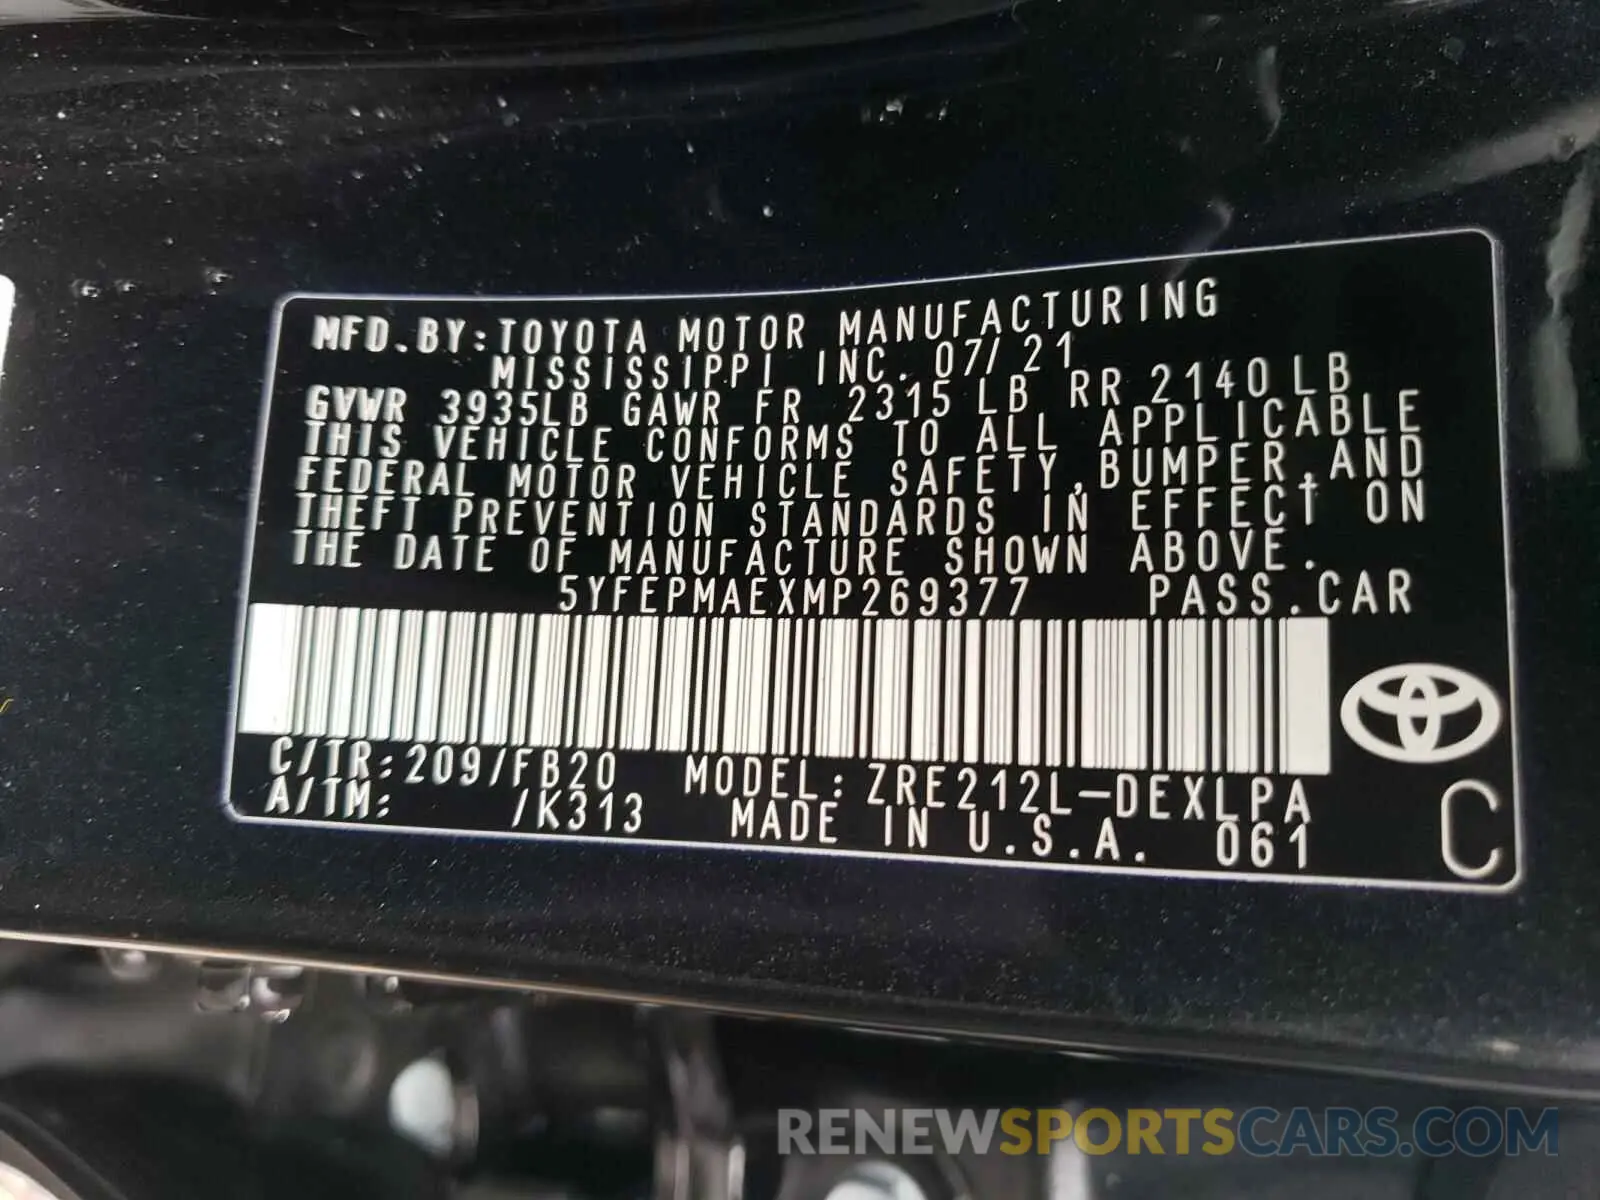 MFD.BY:TOYOTA MOTOR MANUFACTURING
MISSISSIPPI INC. 07/21
GVWR 3935LB GAWR FR 2315 LB RR 2140 LB
THIS VEHICLE CONFORMS TO ALL APPLICABLE
FEDERAL MOTOR VEHICLE SAFETY,BUMPER,AND
THEFT PREVENTION STANDARDS IN EFFECT ON
THE DATE OF MANUFACTURE SHOWN ABOVE.
5YFEPMAEXMP269377 PASS.CAR
C/TR:209/FB20 MODEL:ZRE212L-DEXLPA
A/TM: /K313 MADE IN U.S.A. 061
C
RENEWSPORTSCARS.COM